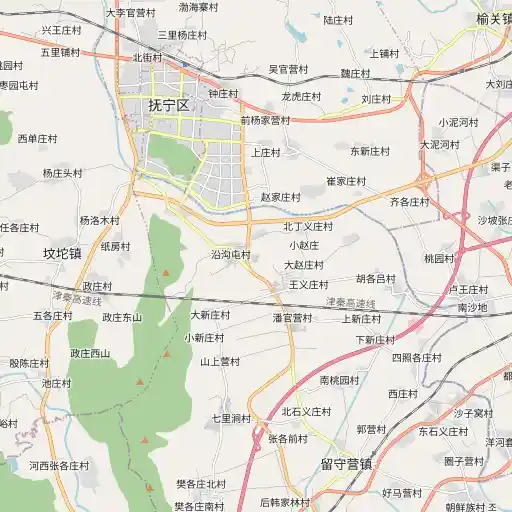 渤海寨村
大李官营村
陆庄村
榆关镇
兴王庄村
三里杨庄村
五里铺村
上铺村
北街村
桃园村
吴官营村
魏庄村
枣园屯村
大刘庄
钟庄村
龙虎庄村
刘庄村
抚宁区
前杨家营村
小泥河村
西单庄村
大泥河村
上庄村
东新庄村
渠子
杨庄头村
崔家庄村
赵家庄村
齐各庄村
杨洛木村
沙坡张庄
任各庄村
北丁义庄村
纸房村
小赵庄
坟坨镇
沿沟屯村
桃园村
大赵庄村
胡各吕村
政庄村
王义庄村
卢王庄村
津秦高速线
津秦高速线
南沙地
五各庄村
政庄东山
大新庄村
潘官营村
上新庄村
小新庄村
下新庄村
政庄西山
四照各庄村
殷陈庄村
山上营村
池庄村
南桃园村
西庄村
北石义庄村
沙子窝村
七里涧村
峪村
郭营村
东石义庄村
张各前村
洋河套
河西张各庄村
留守营镇
圈子营村
樊各庄北村
好马营村
樊各庄南村
后韩家林村
朝鲜族村